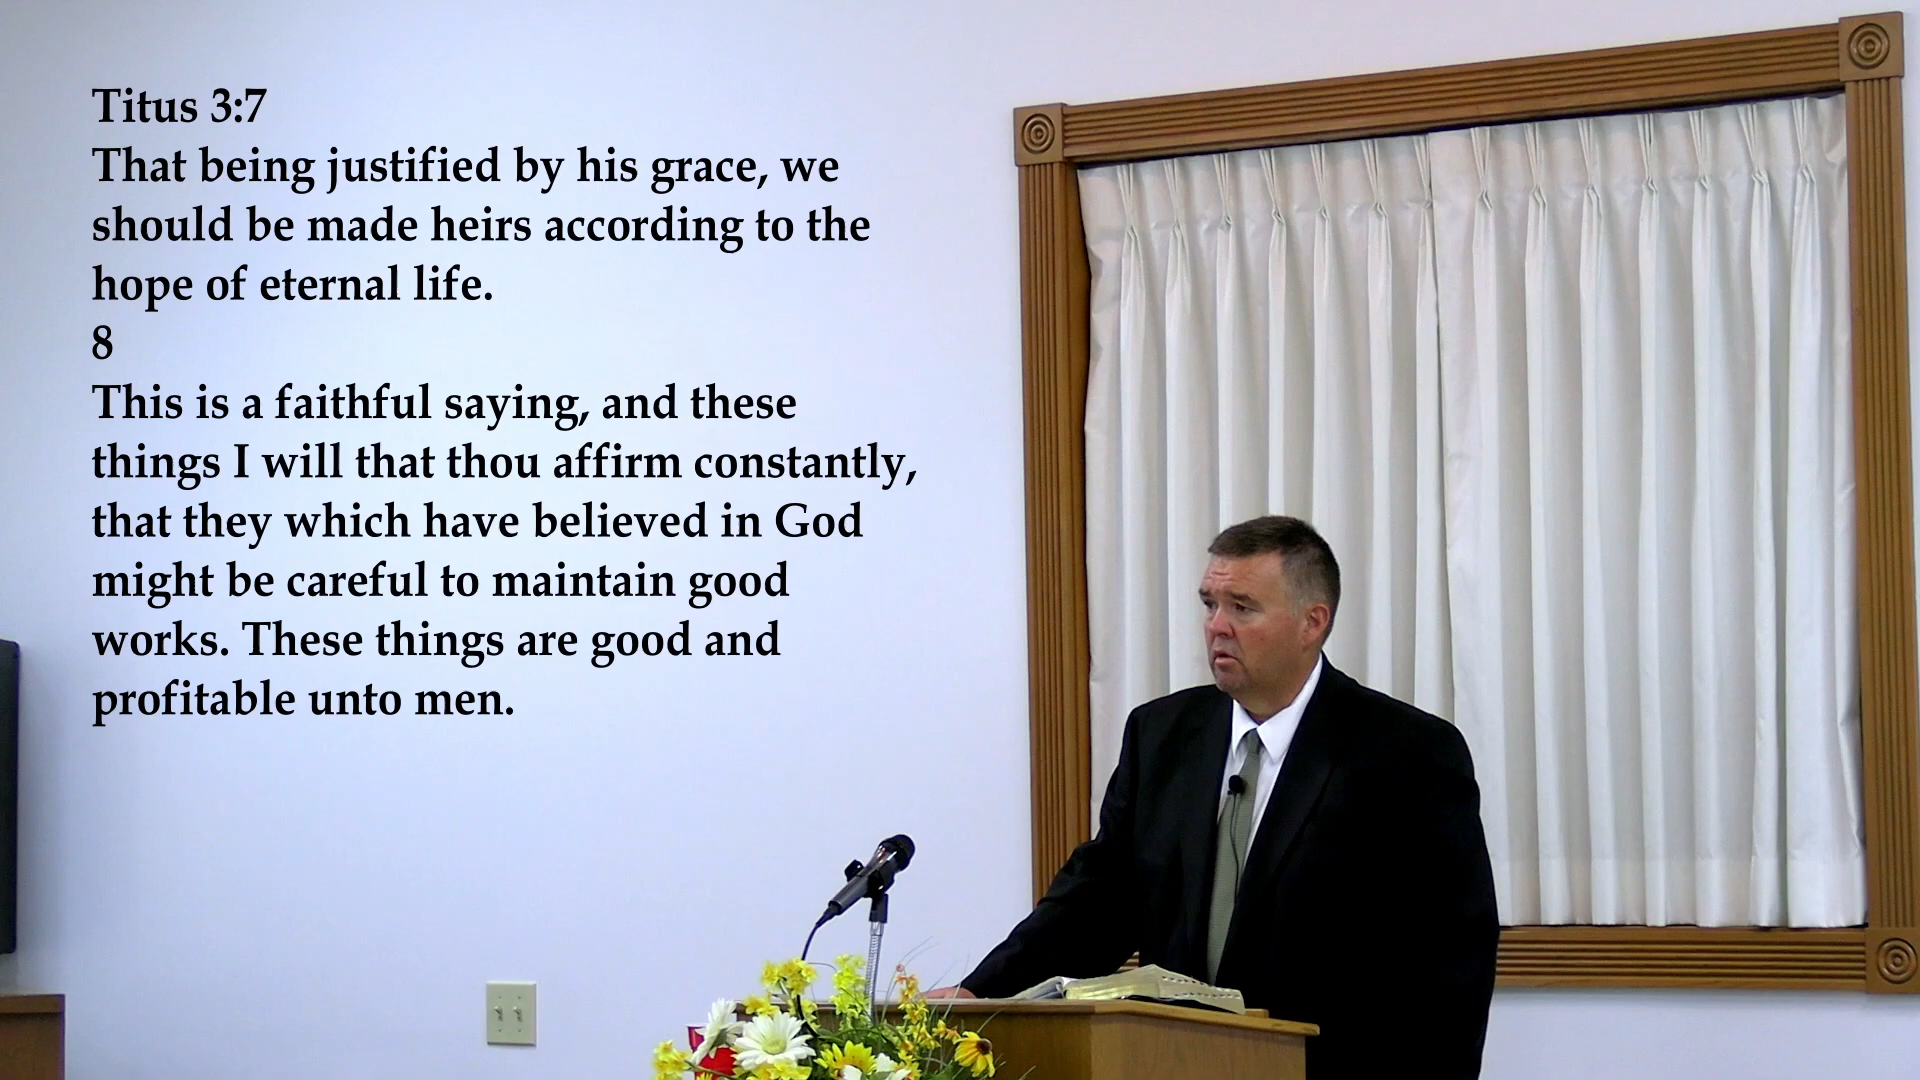 Titus 3:7
That being justified by his grace, we
should be made heirs according to the
hope of eternal life.
8
This is a faithful saying, and these
things I will that thou affirm constantly,
that they which have believed in God
might be careful to maintain good
works. These things are good and
profitable unto men.